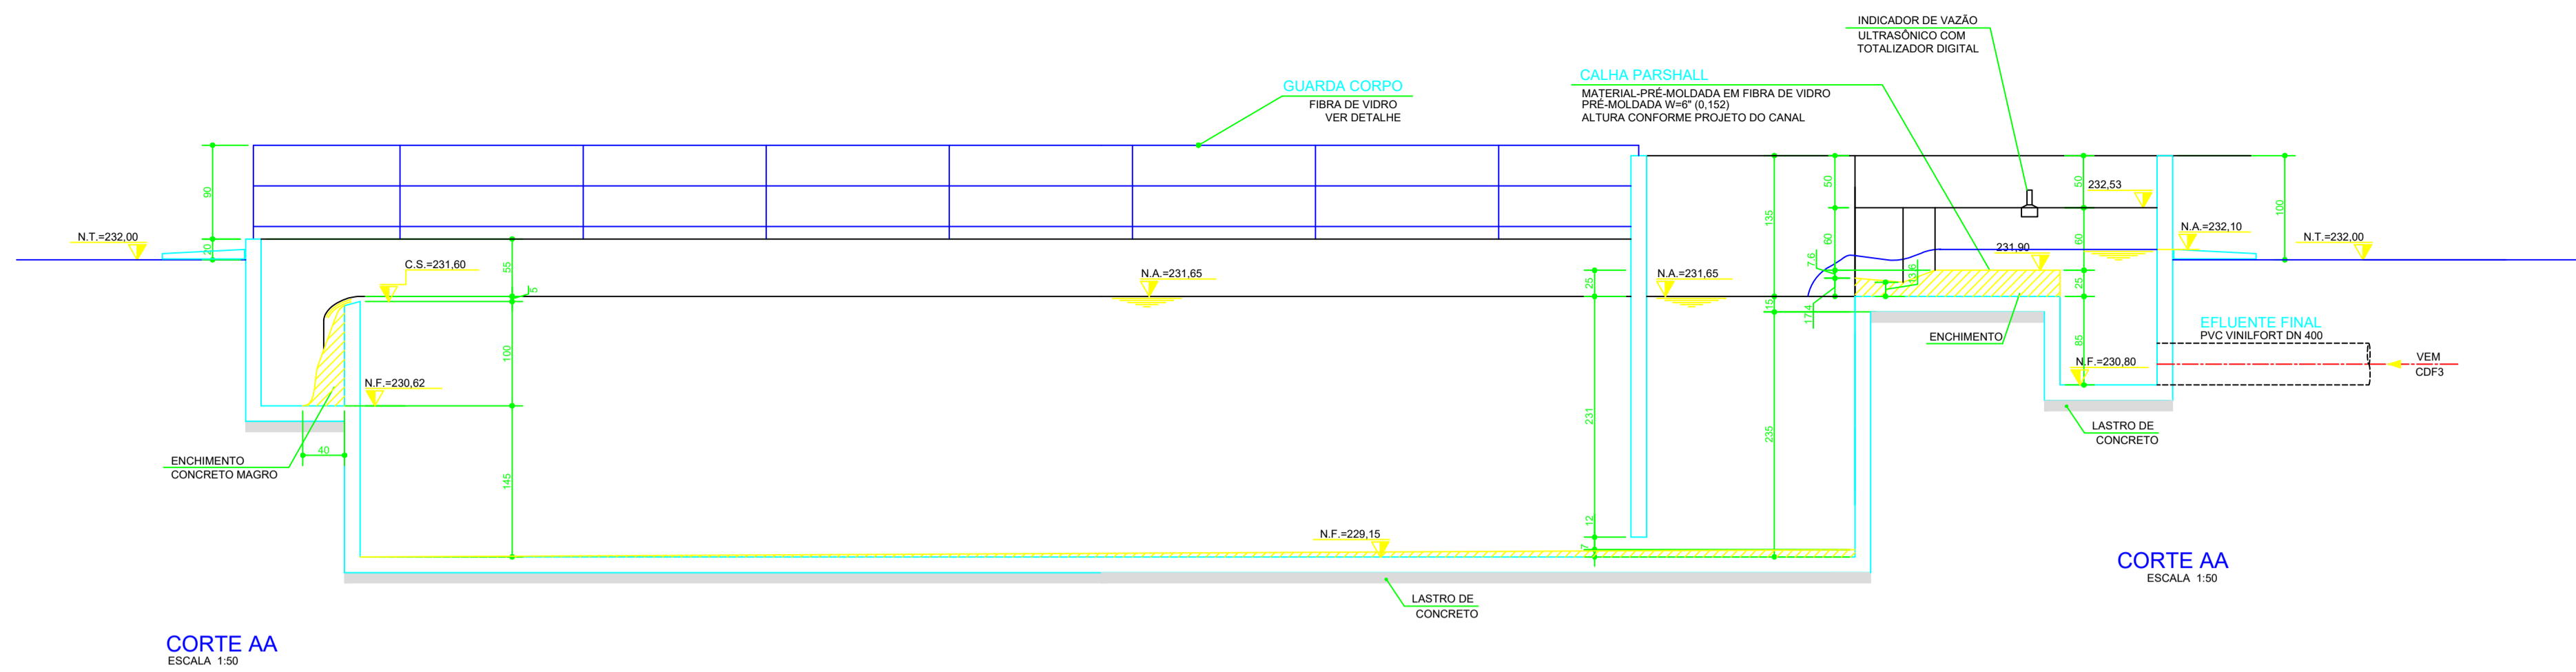 INDICADOR DE VAZÃO
ULTRASÔNICO COM
TOTALIZADOR DIGITAL
CALHA PARSHALL
MATERIAL-PRÉ-MOLDADA EM FIBRA DE VIDRO
PRÉ-MOLDADA W=6" (0,152)
ALTURA CONFORME PROJETO DO CANAL
GUARDA CORPO
FIBRA DE VIDRO
VER DETALHE
90
20
N.T.=232,00
C.S.=231,60
55
5
N.A.=231,65
N.A.=231,65
25
135
15
50
60
7,6
17,4
13,6
231,90
232,53
50
60
25
85
N.A.=232,10
N.T.=232,00
100
N.F.=230,62
100
145
40
ENCHIMENTO
CONCRETO MAGRO
231
12
7
235
N.F.=229,15
ENCHIMENTO
N.F.=230,80
EFLUENTE FINAL
PVC VINILFORT DN 400
VEM
CDF3
LASTRO DE
CONCRETO
LASTRO DE
CONCRETO
CORTE AA
ESCALA 1:50
CORTE AA
ESCALA 1:50